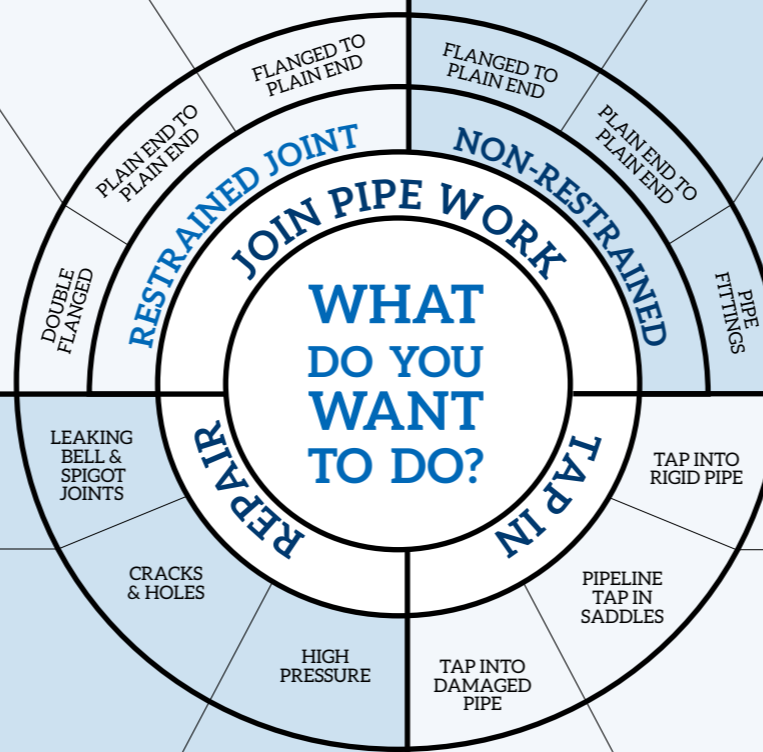 WHAT
DO YOU
WANT
TO DO?
JOIN PIPE WORK
RESTRAINED JOINT
DOUBLE
FLANGED
PLAIN END TO
PLAIN END
FLANGED TO
PLAIN END
NON-RESTRAINED
FLANGED TO
PLAIN END
PLAIN END TO
PLAIN END
PIPE
FITTINGS
TAP IN
TAP INTO
RIGID PIPE
PIPELINE
TAP IN
SADDLES
TAP INTO
DAMAGED
PIPE
REPAIR
HIGH
PRESSURE
CRACKS
& HOLES
LEAKING
BELL &
SPIGOT
JOINTS